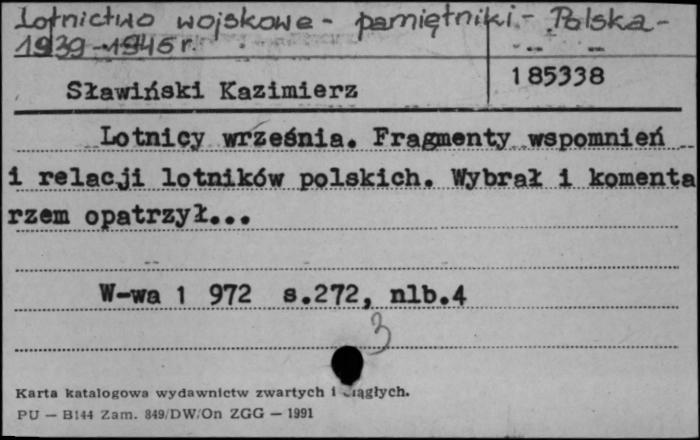 Lotnictwo wojskowe - pamiętniki - Polska -
1939-1945 r.
185338
Sławiński Kazimierz
Lotnicy września. Fragmenty wspomnień
i relacji lotników polskich. Wybrał i komenta
rzem opatrzył...
W-wa 1 972 s.272, nlb.4
3
Karta katalogowa wydawnictw zwartych i ciągłych.
PU — B144 Zam. 849/DW/On ZGG — 1991